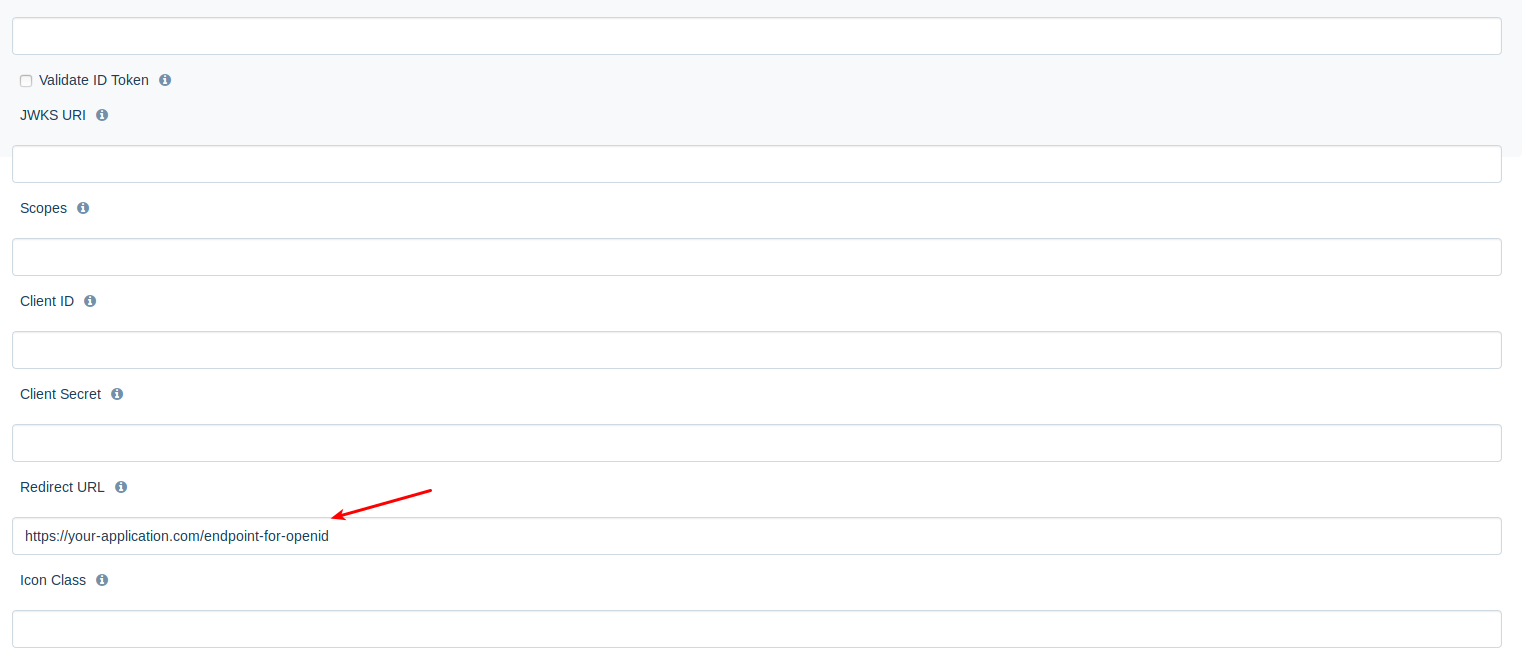 Validate ID Token
JWKS URI
Scopes
Client ID
Client Secret
Redirect URL
https://your-application.com/endpoint-for-openid
Icon Class